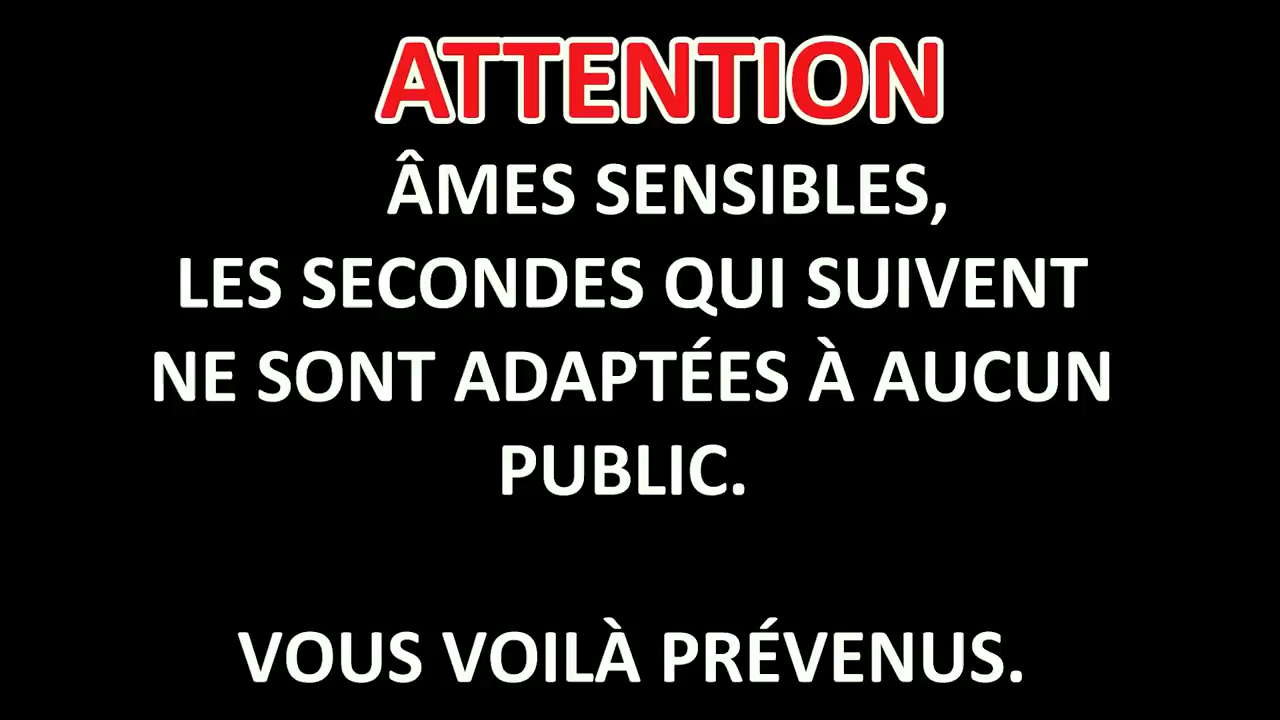 ATTENTION
ÂMES SENSIBLES,
LES SECONDES QUI SUIVENT
NE SONT ADAPTÉES À AUCUN
PUBLIC.
VOUS VOILÀ PRÉVENUS.